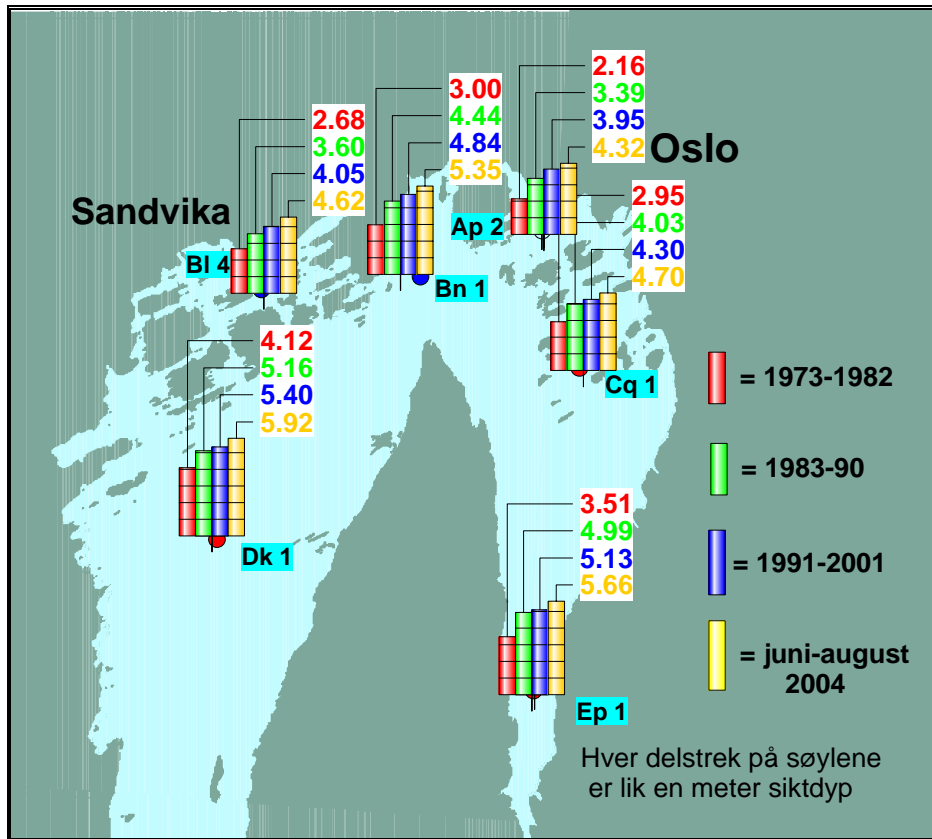 2.16
3.39
3.95
4.32
Oslo
3.00
4.44
4.84
5.35
2.68
3.60
4.05
4.62
Sandvika
Ap 2
2.95
4.03
4.30
4.70
Bl 4
Bn 1
4.12
5.16
5.40
5.92
Cq 1
= 1973-1982
= 1983-90
3.51
4.99
5.13
5.66
Dk 1
= 1991-2001
= juni-august
2004
Ep 1
Hver delstrek på søylene
er lik en meter siktdyp